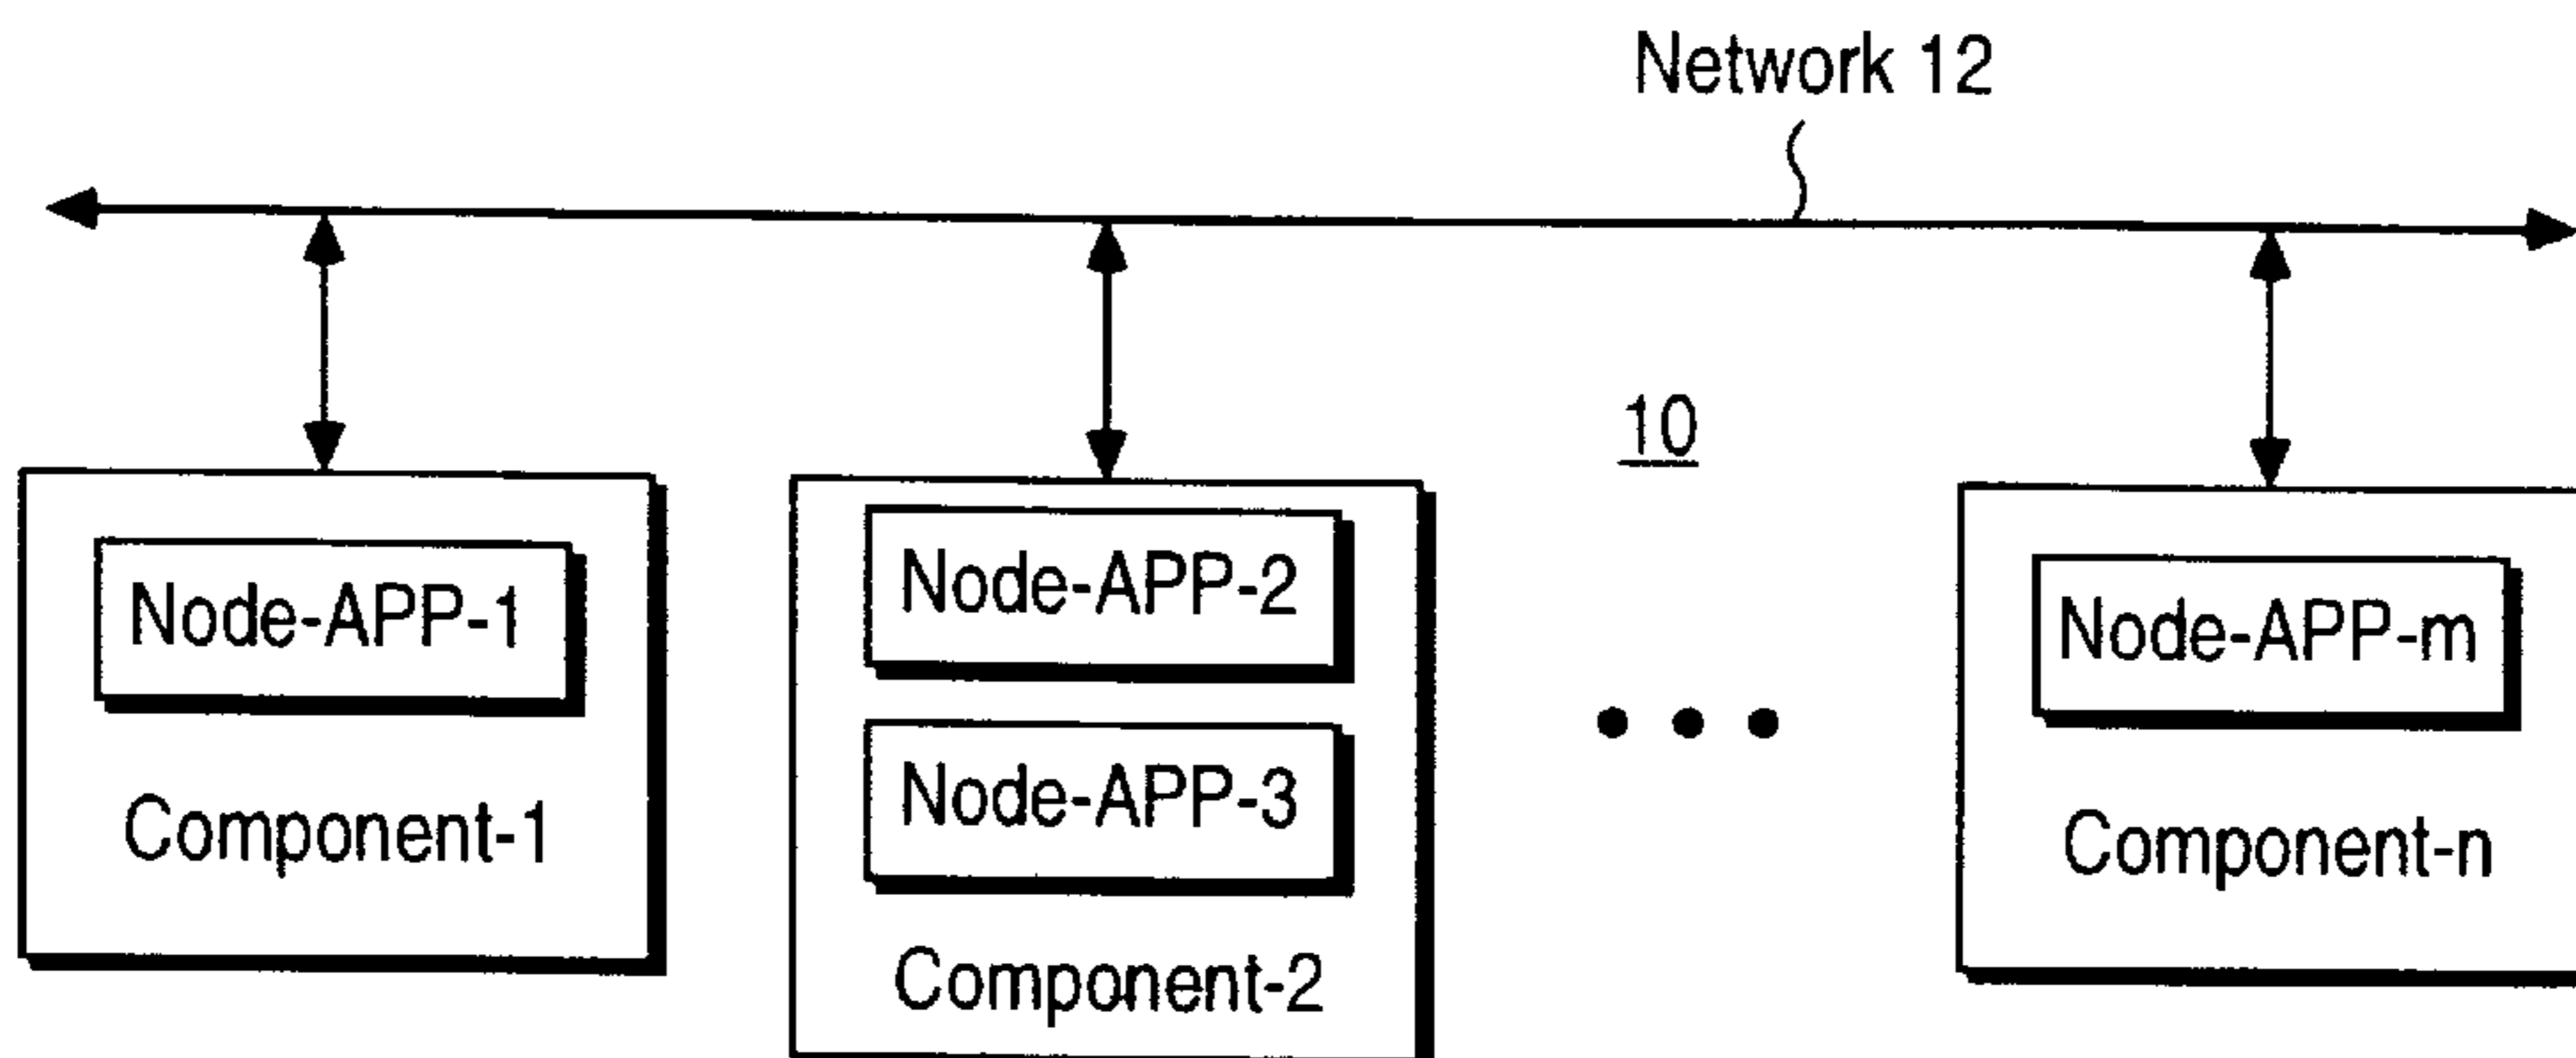 Network 12
10
Node-APP-1
Component-1
Node-APP-2
Node-APP-3
Component-2
Node-APP-m
Component-n